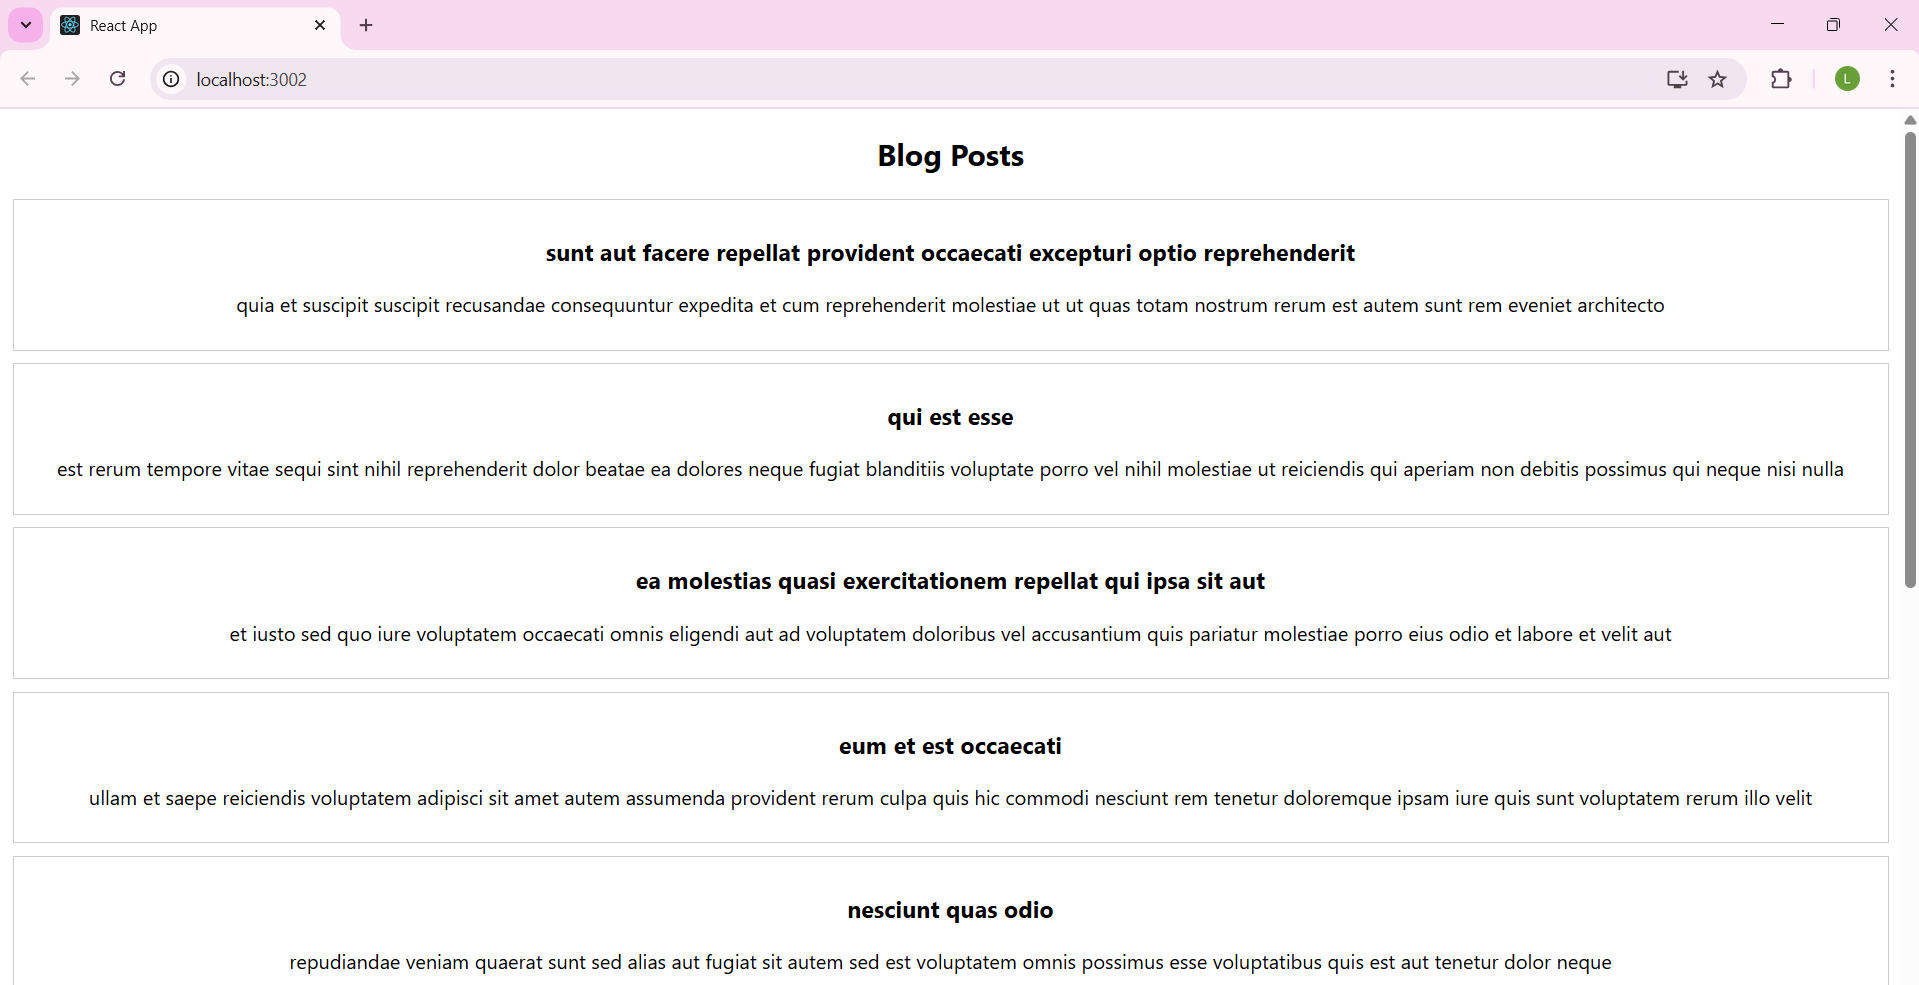 React App
localhost:3002
L
Blog Posts
sunt aut facere repellat provident occaecati excepturi optio reprehenderit
quia et suscipit suscipit recusandae consequuntur expedita et cum reprehenderit molestiae ut ut quas totam nostrum rerum est autem sunt rem eveniet architecto
qui est esse
est rerum tempore vitae sequi sint nihil reprehenderit dolor beatae ea dolores neque fugiat blanditiis voluptate porro vel nihil molestiae ut reiciendis qui aperiam non debitis possimus qui neque nisi nulla
ea molestias quasi exercitationem repellat qui ipsa sit aut
et iusto sed quo iure voluptatem occaecati omnis eligendi aut ad voluptatem doloribus vel accusantium quis pariatur molestiae porro eius odio et labore et velit aut
eum et est occaecati
ullam et saepe reiciendis voluptatem adipisci sit amet autem assumenda provident rerum culpa quis hic commodi nesciunt rem tenetur doloremque ipsam iure quis sunt voluptatem rerum illo velit
nesciunt quas odio
repudiandae veniam quaerat sunt sed alias aut fugiat sit autem sed est voluptatem omnis possimus esse voluptatibus quis est aut tenetur dolor neque